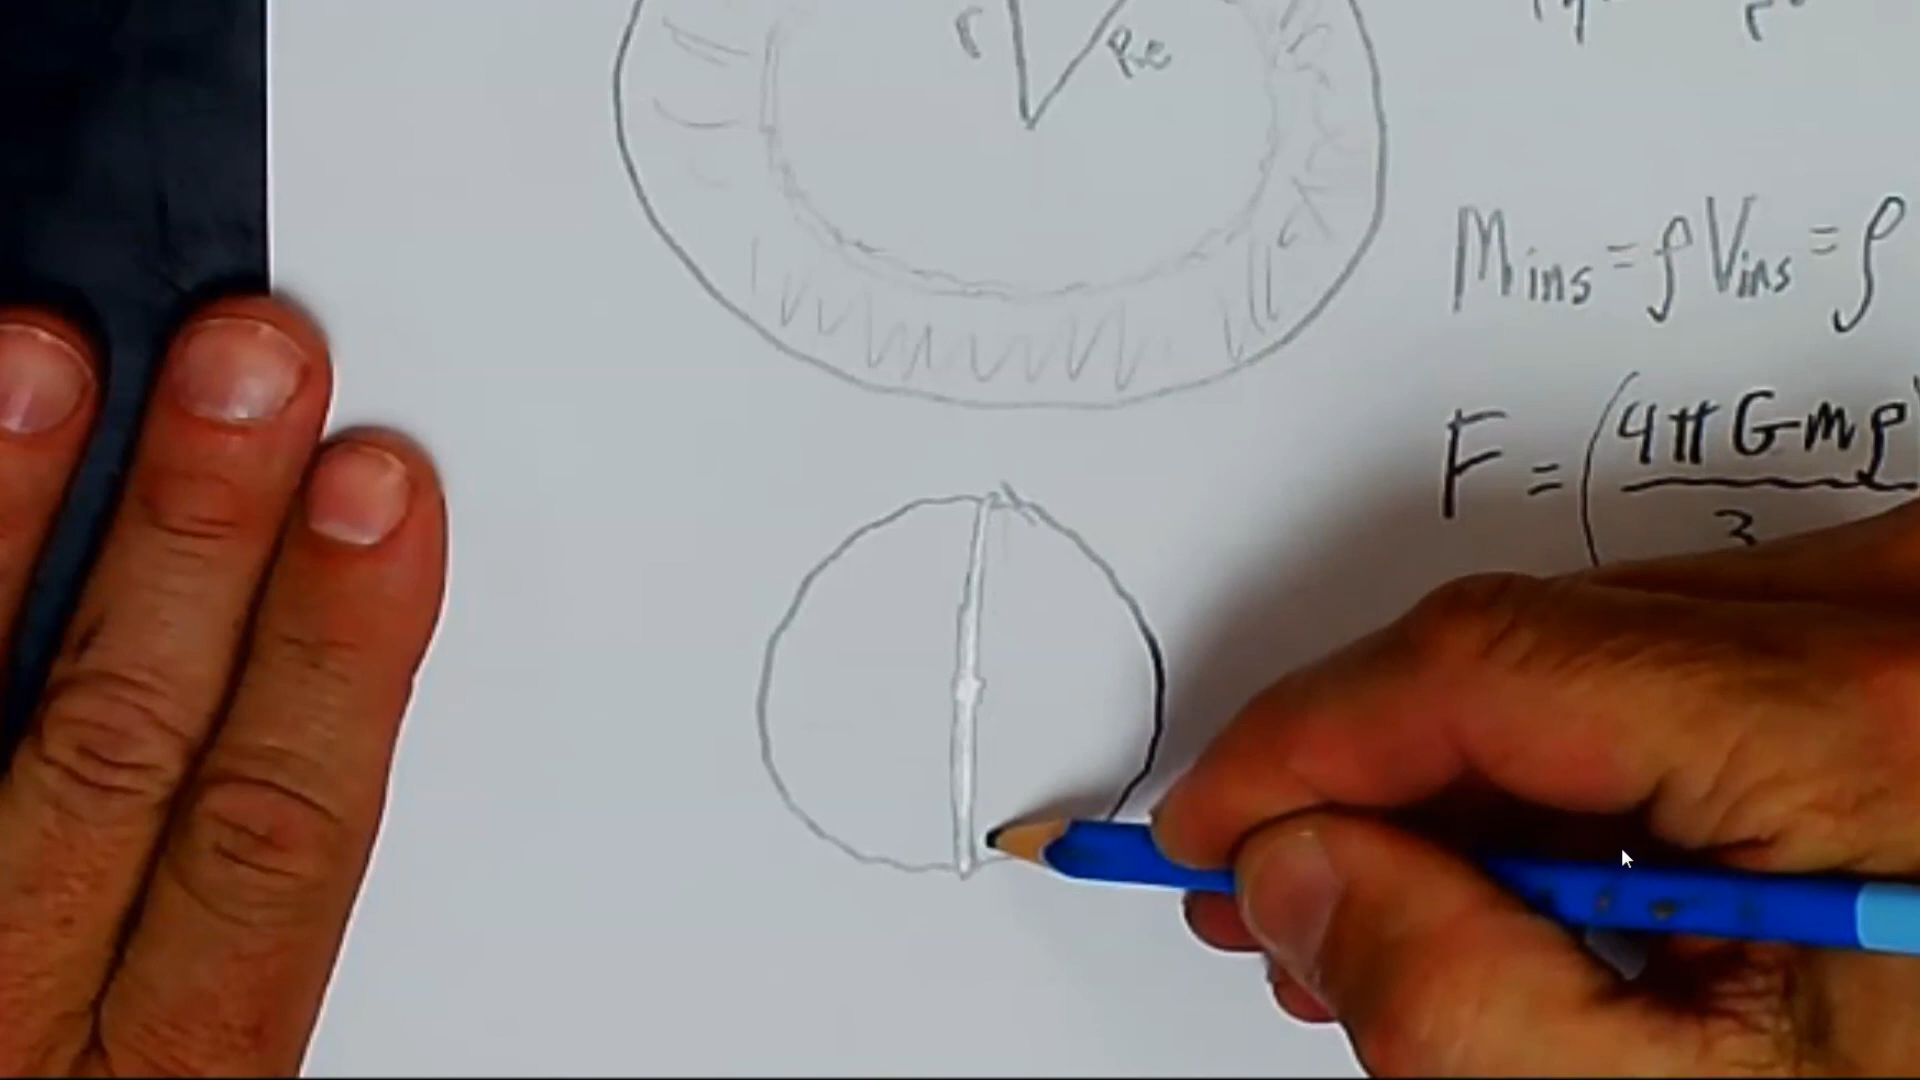 r
Re
Mins = ρVins = ρ
F = (4πGmρ
3